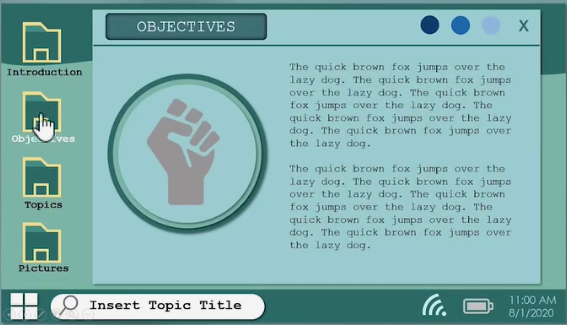 OBJECTIVES
X
Introduction
Objectives
Topics
Pictures
The quick brown fox jumps over the
lazy dog. The quick brown fox jumps
over the lazy dog. The quick brown
fox jumps over the lazy dog. The
quick brown fox jumps over the lazy
dog. The quick brown fox jumps over
the lazy dog.
The quick brown fox jumps over the
lazy dog. The quick brown fox jumps
over the lazy dog. The quick brown
fox jumps over the lazy dog. The
quick brown fox jumps over the lazy
dog. The quick brown fox jumps over
the lazy dog.
Insert Topic Title
11:00 AM
8/1/2020